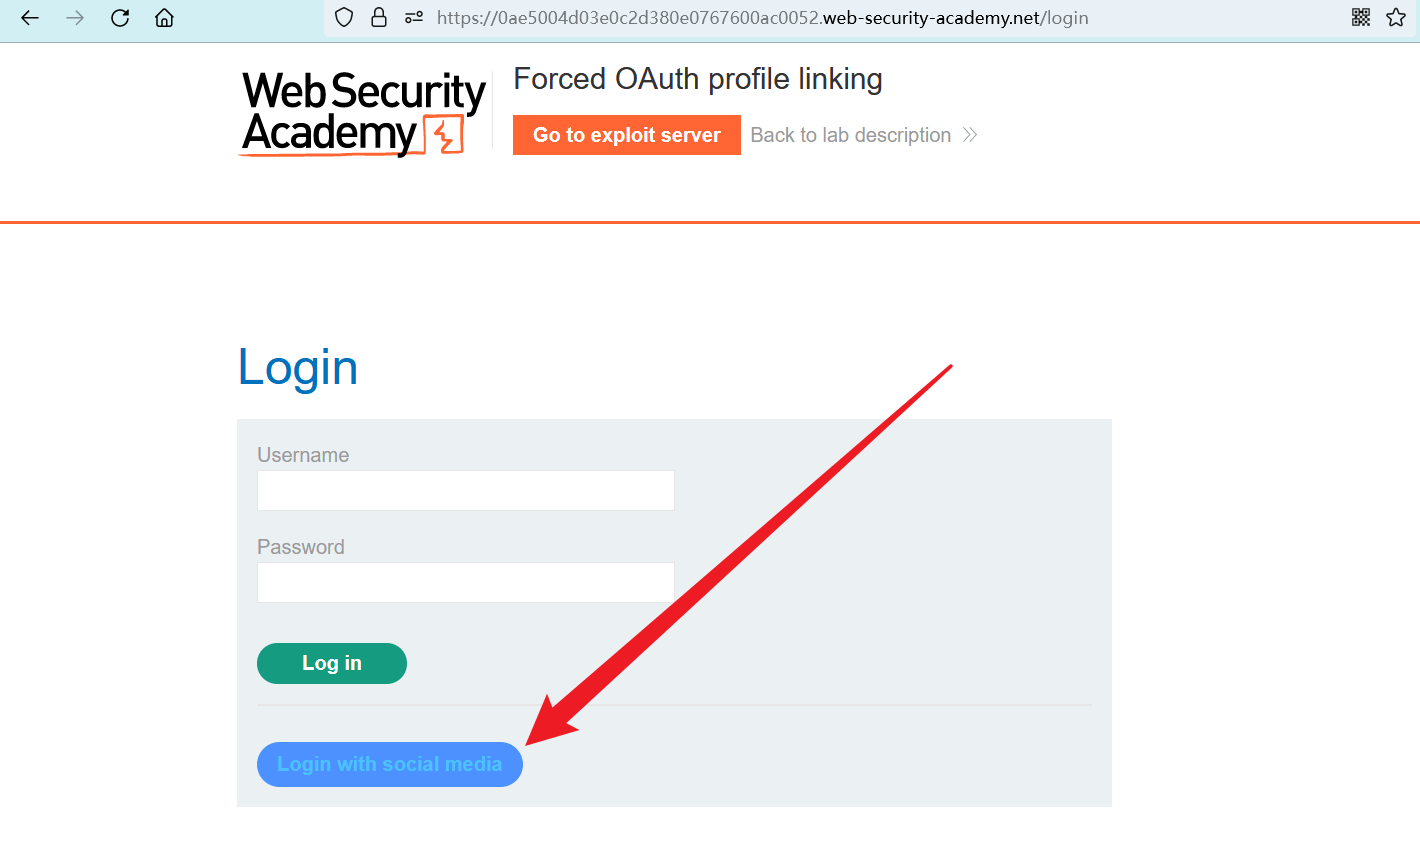 https://0ae5004d03e0c2d380e0767600ac0052.web-security-academy.net/login
Web Security
Academy
Forced OAuth profile linking
Go to exploit server
Back to lab description
Login
Username
Password
Log in
Login with social media